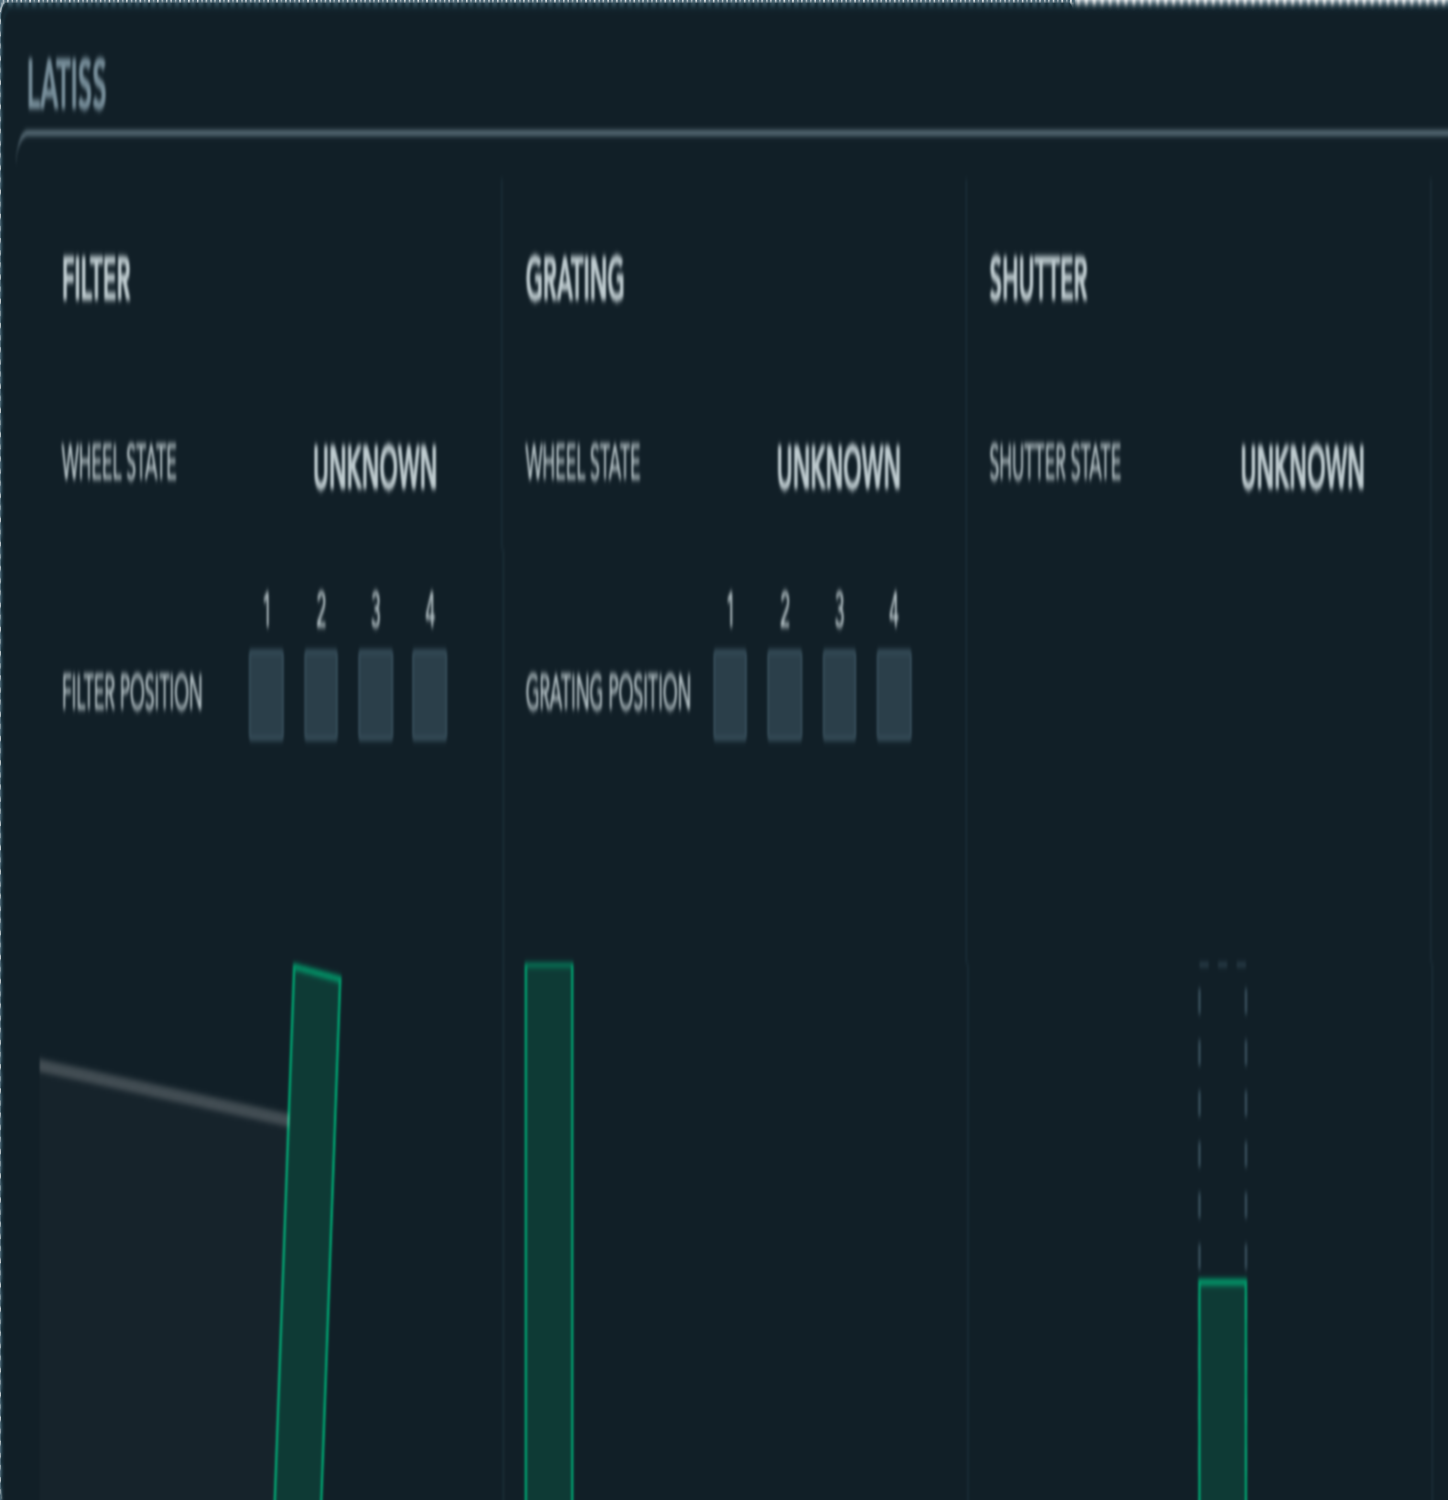 LATISS
FILTER
WHEEL STATE UNKNOWN
1 2 3 4
FILTER POSITION
GRATING
WHEEL STATE UNKNOWN
1 2 3 4
GRATING POSITION
SHUTTER
SHUTTER STATE UNKNOWN